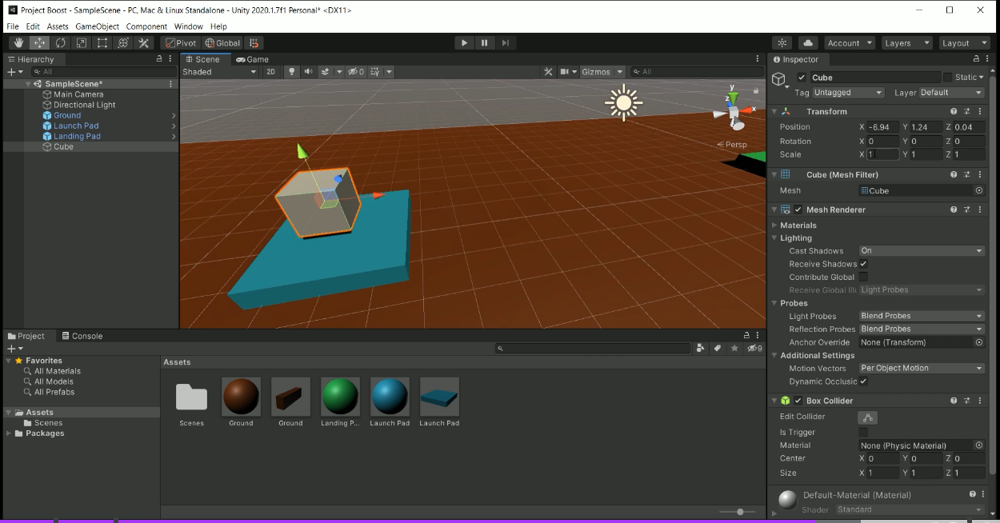 Project Boost - SampleScene - PC, Mac & Linux Standalone - Unity 2020.1.7f1 Personal* <DX11>
File Edit Assets GameObject Component Window Help
Pivot Global Account Layers Layout
Hierarchy
All
SampleScene*
Main Camera
Directional Light
Ground
Launch Pad
Landing Pad
Cube
Scene Game
Shaded 2D 0 Gizmos All
y
z
x
Persp
Inspector
Cube Static
Tag Untagged Layer Default
Transform
Position X -6.94 Y 1.24 Z 0.04
Rotation X 0 Y 0 Z 0
Scale X 1 Y 1 Z 1
Cube (Mesh Filter)
Mesh Cube
Mesh Renderer
Materials
Lighting
Cast Shadows On
Receive Shadows
Contribute Global
Receive Global Illu Light Probes
Probes
Light Probes Blend Probes
Reflection Probes Blend Probes
Anchor Override None (Transform)
Additional Settings
Motion Vectors Per Object Motion
Dynamic Occlusic
Box Collider
Edit Collider
Is Trigger
Material None (Physic Material)
Center X 0 Y 0 Z 0
Size X 1 Y 1 Z 1
Default-Material (Material)
Shader Standard
Project Console
9
Favorites
All Materials
All Models
All Prefabs
Assets
Scenes
Packages
Assets
Scenes Ground Ground Landing P... Launch Pad Launch Pad